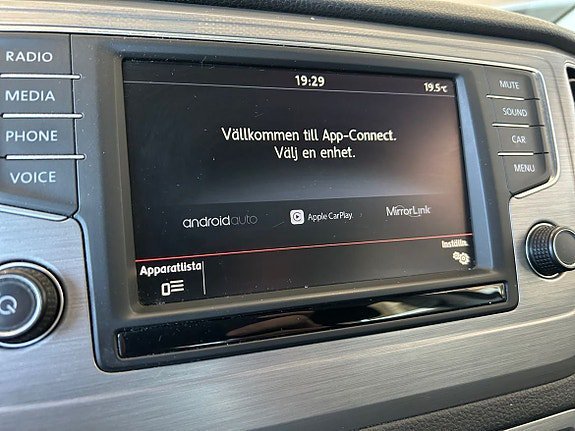 RADIO
MEDIA
PHONE
VOICE
19:29
19.5°C
Vällkommen till App-Connect.
Välj en enhet.
androidauto
Apple CarPlay
MirrorLink
Apparatlista
Inställn.
MUTE
SOUND
CAR
MENU